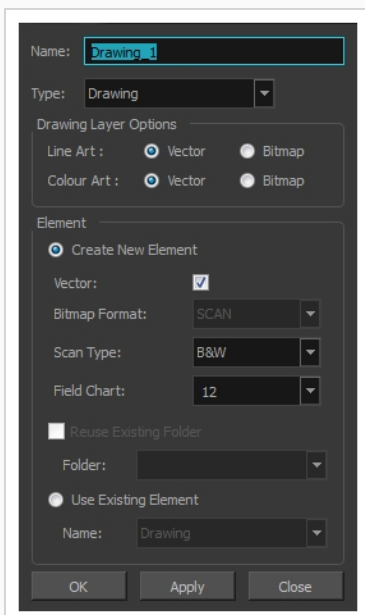 Name: Drawing_1
Type: Drawing
Drawing Layer Options
Line Art : Vector Bitmap
Colour Art : Vector Bitmap
Element
Create New Element
Vector:
Bitmap Format: SCAN
Scan Type: B&W
Field Chart: 12
Reuse Existing Folder
Folder:
Use Existing Element
Name: Drawing
OK Apply Close